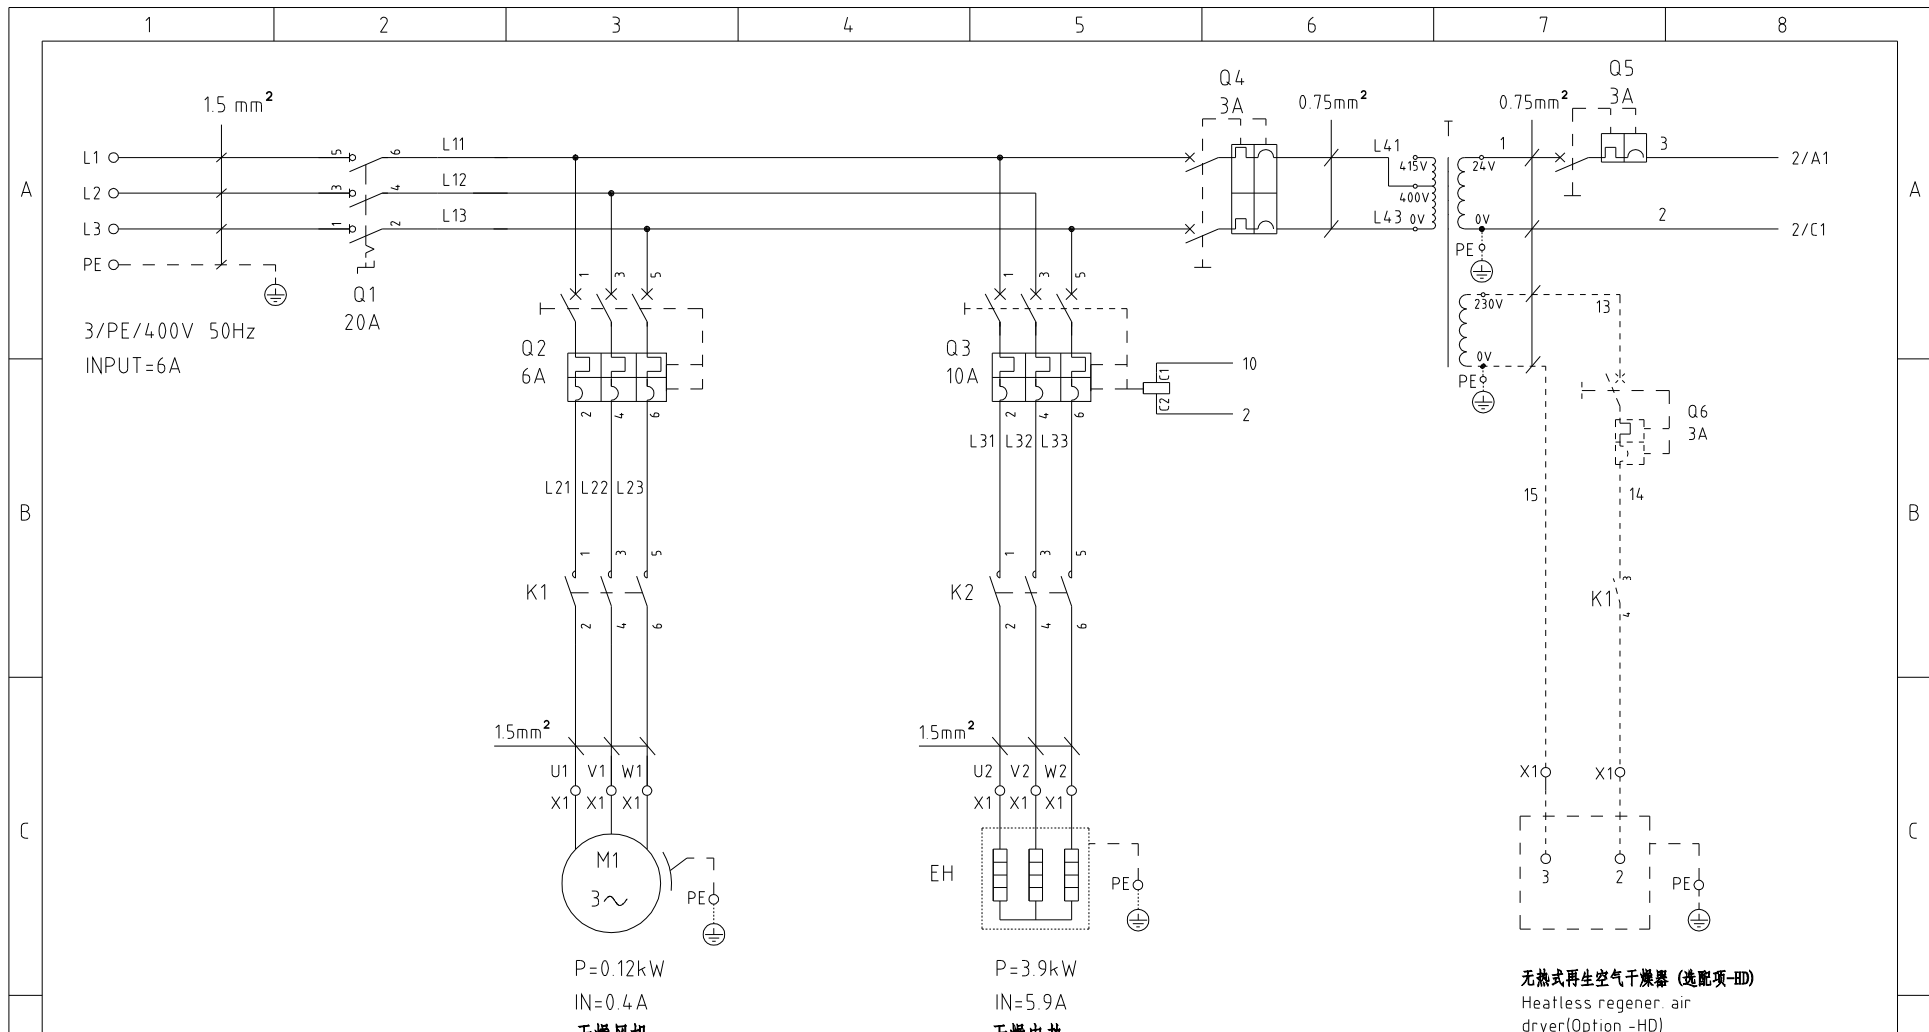 1 2 3 4 5 6 7 8
A A
B B
C C
1.5 mm²
L1
L2
L3
PE
5 6
3 4
1 2
L11
L12
L13
Q1
20A
3/PE/400V 50Hz
INPUT=6A
1 3 5
Q2
6A
2 4 6
L21 L22 L23
1 3 5
K1
2 4 6
1.5mm²
U1 V1 W1
X1 X1 X1
M1
3~
PE
P=0.12kW
IN=0.4A
干燥风机
1 3 5
Q3
10A
2 4 6
C1
C2
10
2
L31 L32 L33
1 3 5
K2
2 4 6
1.5mm²
U2 V2 W2
X1 X1 X1
EH
PE
P=3.9kW
IN=5.9A
干燥电热
Q4
3A
0.75mm²
L41
415V
400V
L43 0V
T
0.75mm²
1
24V
0V
PE
Q5
3A
3
2/A1
2
2/C1
230V
13
0V
PE
Q6
3A
15
14
3
K1
4
X1 X1
3 2
PE
无热式再生空气干燥器 (选配项-HD)
Heatless regener. air
dryer(Option -HD)